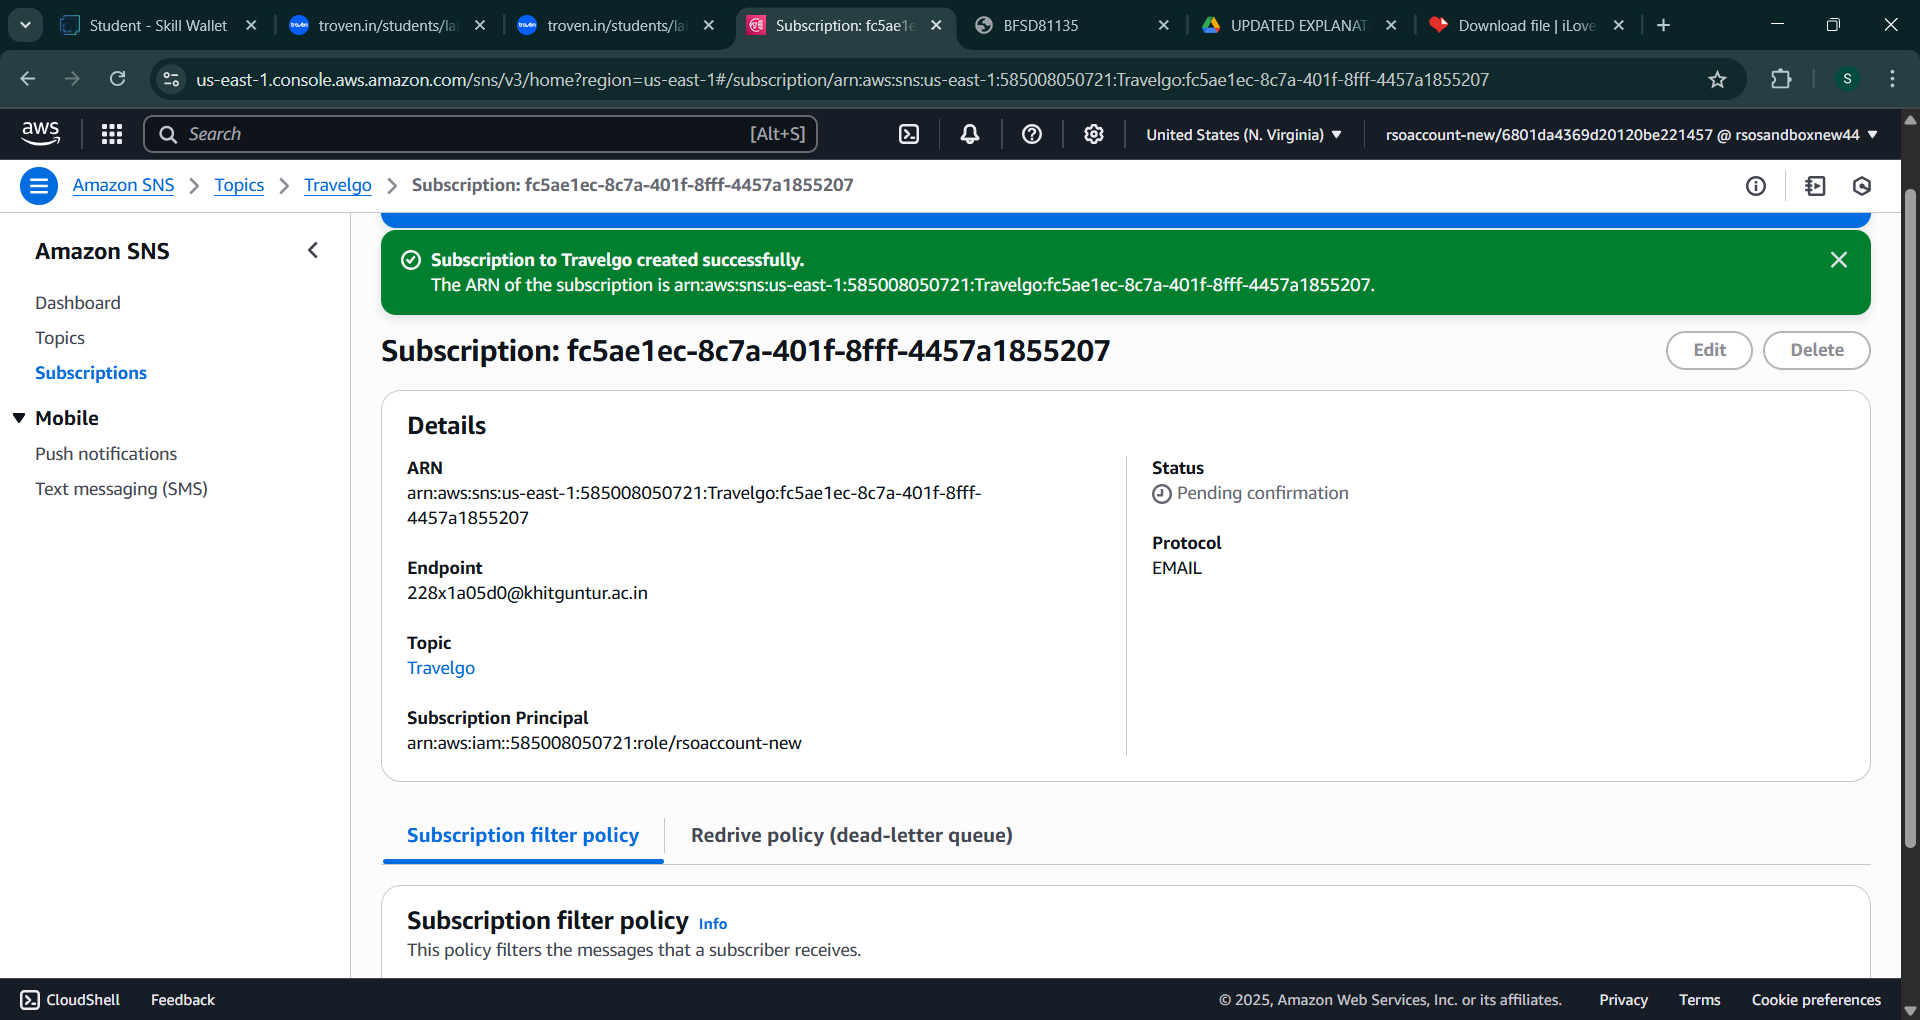 Student - Skill Wallet
troven.in/students/la
troven.in/students/la
Subscription: fc5ae1e
BFSD81135
UPDATED EXPLANAT
Download file | iLove
us-east-1.console.aws.amazon.com/sns/v3/home?region=us-east-1#/subscription/arn:aws:sns:us-east-1:585008050721:Travelgo:fc5ae1ec-8c7a-401f-8fff-4457a1855207
S
aws
Search
[Alt+S]
United States (N. Virginia)
rsoaccount-new/6801da4369d20120be221457 @ rsosandboxnew44
Amazon SNS
Topics
Travelgo
Subscription: fc5ae1ec-8c7a-401f-8fff-4457a1855207
Amazon SNS
Dashboard
Topics
Subscriptions
Mobile
Push notifications
Text messaging (SMS)
Subscription to Travelgo created successfully.
The ARN of the subscription is arn:aws:sns:us-east-1:585008050721:Travelgo:fc5ae1ec-8c7a-401f-8fff-4457a1855207.
Subscription: fc5ae1ec-8c7a-401f-8fff-4457a1855207
Edit
Delete
Details
ARN
arn:aws:sns:us-east-1:585008050721:Travelgo:fc5ae1ec-8c7a-401f-8fff-
4457a1855207
Endpoint
228x1a05d0@khitguntur.ac.in
Topic
Travelgo
Subscription Principal
arn:aws:iam::585008050721:role/rsoaccount-new
Status
Pending confirmation
Protocol
EMAIL
Subscription filter policy
Redrive policy (dead-letter queue)
Subscription filter policy Info
This policy filters the messages that a subscriber receives.
CloudShell
Feedback
© 2025, Amazon Web Services, Inc. or its affiliates.
Privacy
Terms
Cookie preferences